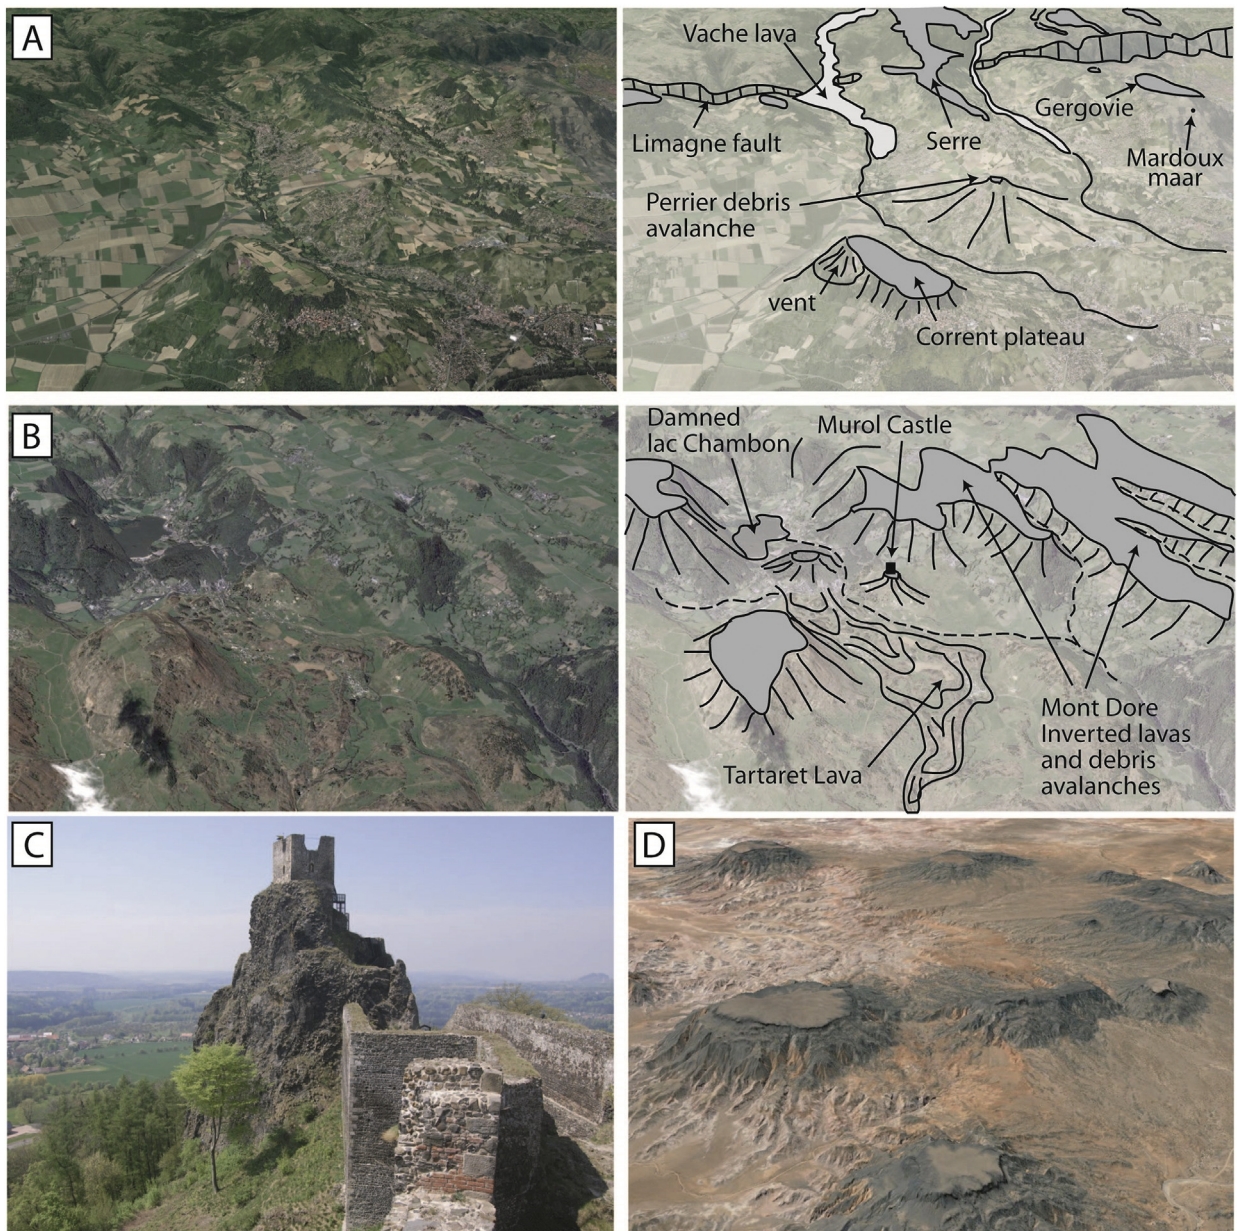 A
Vache lava
Limagne fault
Serre
Gergovie
Mardoux
maar
Perrier debris
avalanche
vent
Corrent plateau
B
Damned
lac Chambon
Murol Castle
Tartaret Lava
Mont Dore
Inverted lavas
and debris
avalanches
C
D